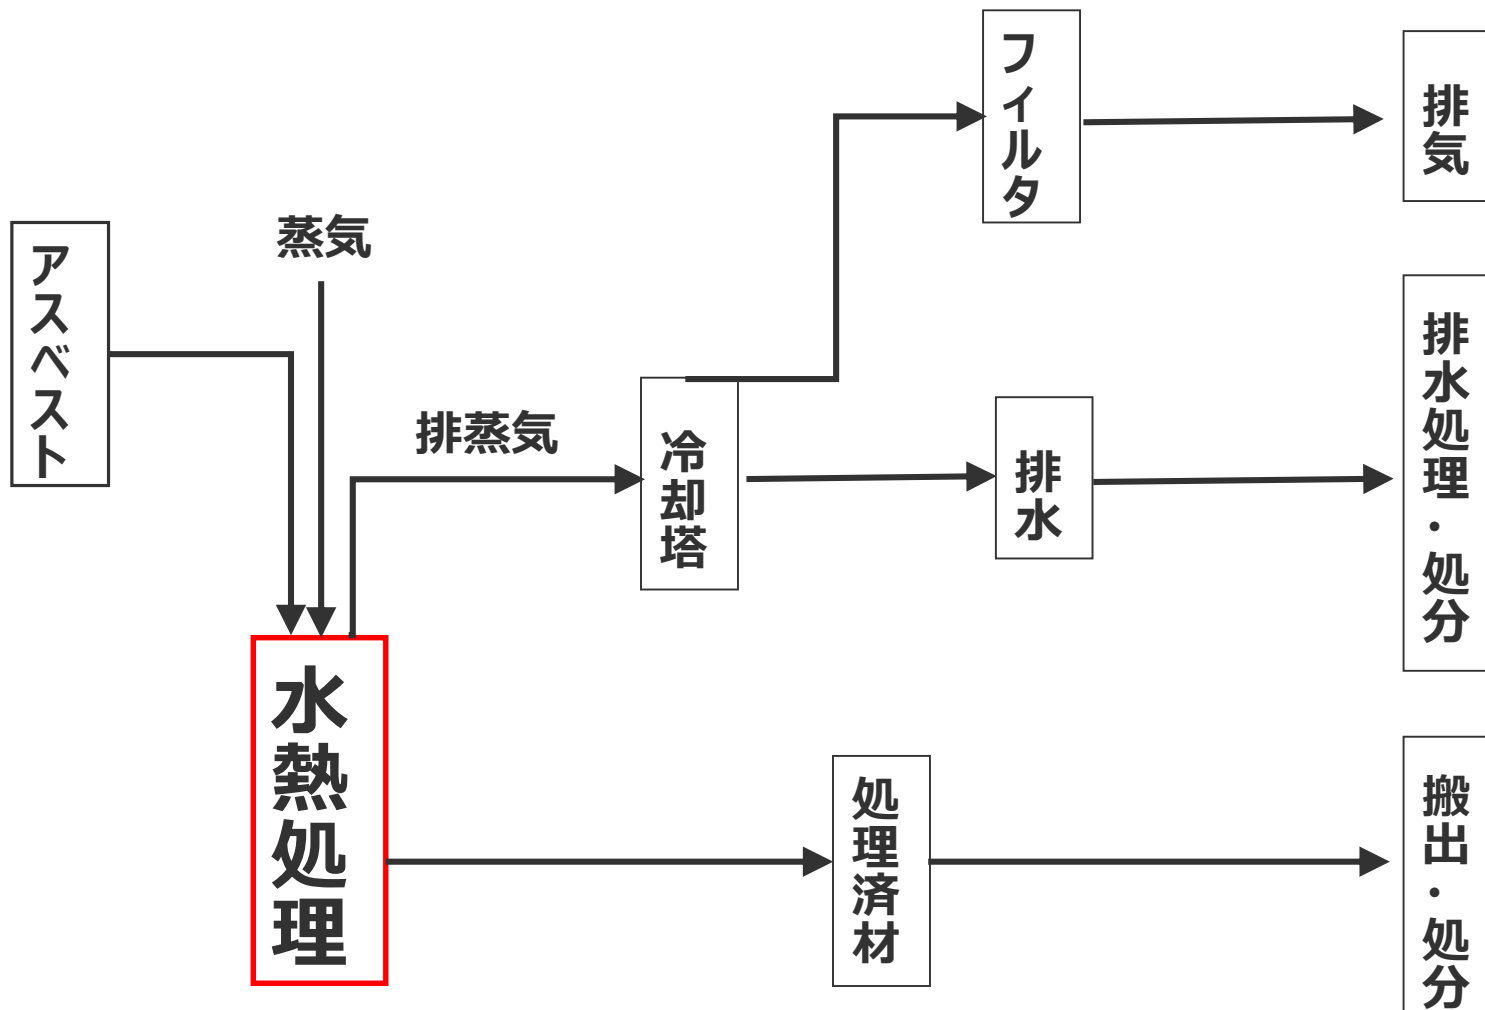 アスベスト
蒸気
水熱処理
排蒸気
冷却塔
フィルタ
排気
排水
排水処理・処分
処理済材
搬出・処分